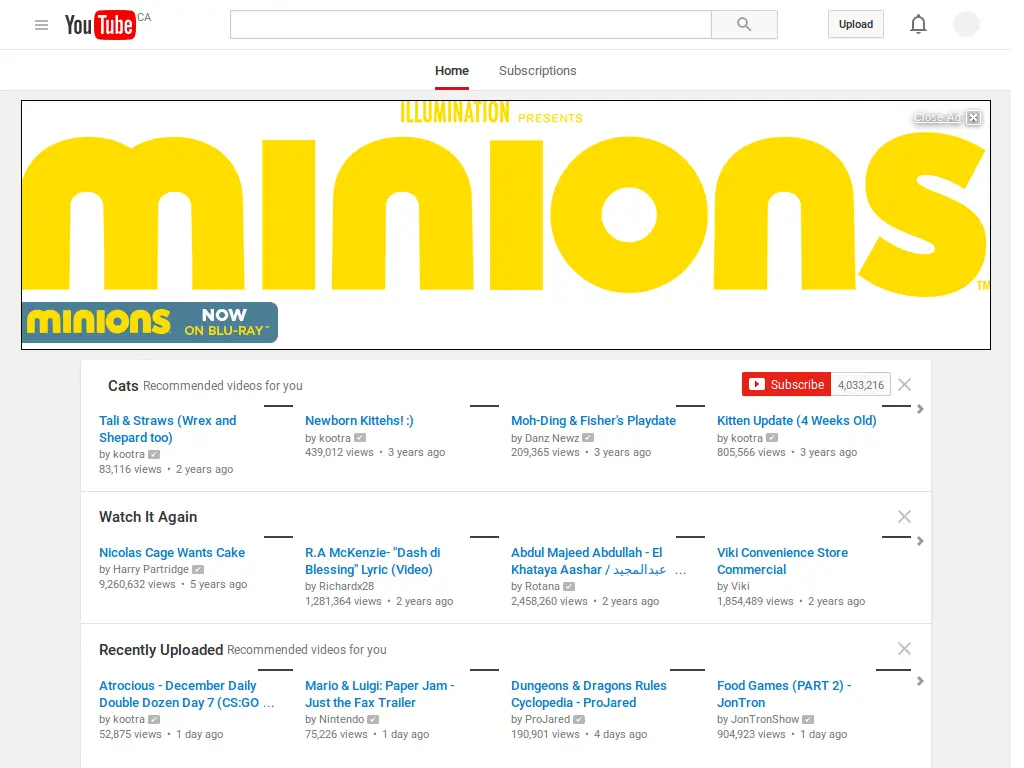 YouTube CA
Upload
Home Subscriptions
ILLUMINATION PRESENTS
Close Ad
minions TM
minions NOW
ON BLU-RAY™
Cats Recommended videos for you
Subscribe 4,033,216
Tali & Straws (Wrex and
Shepard too)
by kootra
83,116 views • 2 years ago
Newborn Kittehs! :)
by kootra
439,012 views • 3 years ago
Moh-Ding & Fisher's Playdate
by Danz Newz
209,365 views • 3 years ago
Kitten Update (4 Weeks Old)
by kootra
805,566 views • 3 years ago
Watch It Again
Nicolas Cage Wants Cake
by Harry Partridge
9,260,632 views • 5 years ago
R.A McKenzie- "Dash di
Blessing" Lyric (Video)
by Richardx28
1,281,364 views • 2 years ago
Abdul Majeed Abdullah - El
Khataya Aashar / عبدالمجيد ...
by Rotana
2,458,260 views • 2 years ago
Viki Convenience Store
Commercial
by Viki
1,854,489 views • 2 years ago
Recently Uploaded Recommended videos for you
Atrocious - December Daily
Double Dozen Day 7 (CS:GO ...
by kootra
52,875 views • 1 day ago
Mario & Luigi: Paper Jam -
Just the Fax Trailer
by Nintendo
75,226 views • 1 day ago
Dungeons & Dragons Rules
Cyclopedia - ProJared
by ProJared
190,901 views • 4 days ago
Food Games (PART 2) -
JonTron
by JonTronShow
904,923 views • 1 day ago